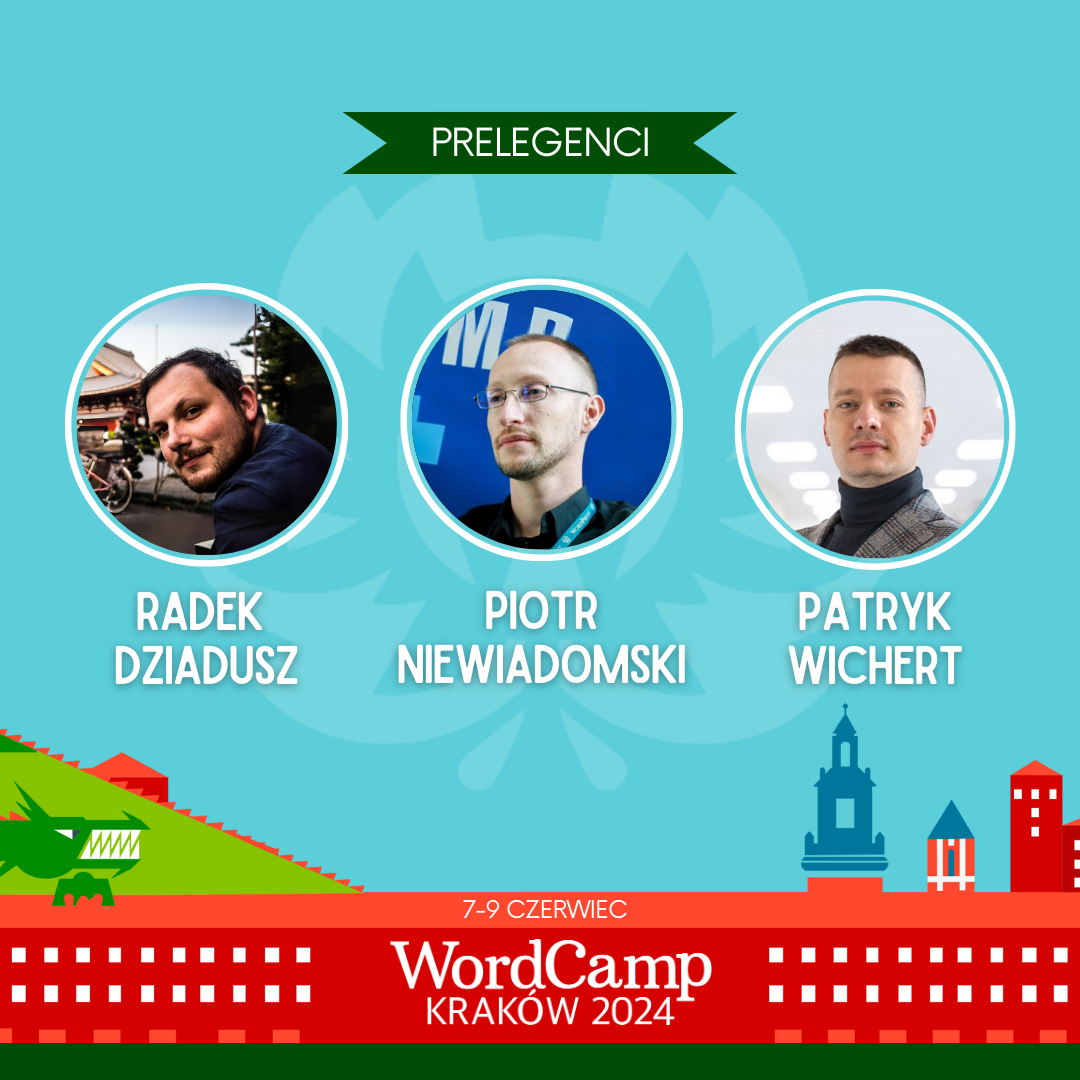 PRELEGENCI
RADEK
DZIADUSZ
PIOTR
NIEWIADOMSKI
PATRYK
WICHERT
7-9 CZERWIEC
WordCamp
KRAKÓW 2024